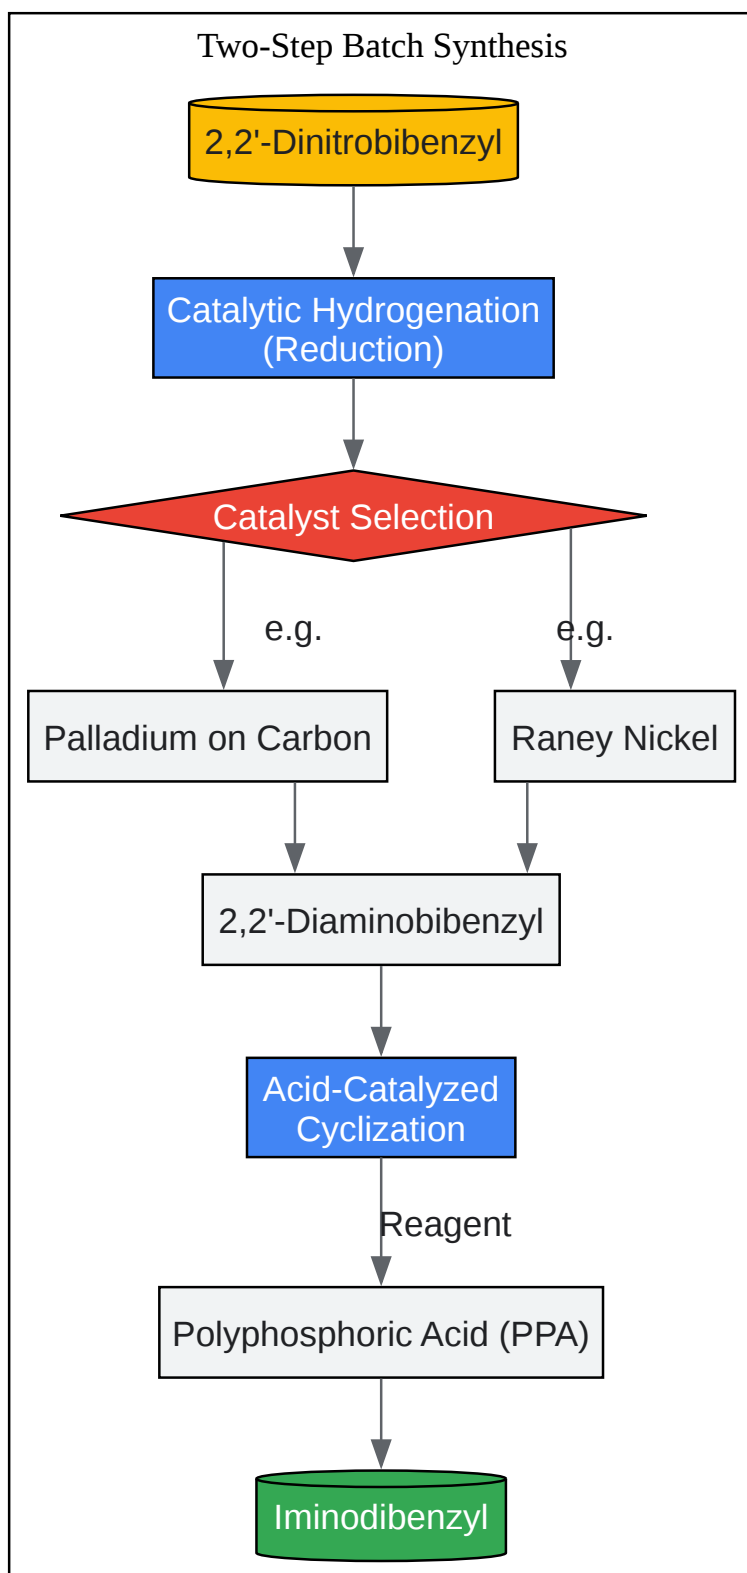 Two-Step Batch Synthesis
2,2'-Dinitrobibenzyl
Catalytic Hydrogenation
(Reduction)
Catalyst Selection
e.g.
e.g.
Palladium on Carbon
Raney Nickel
2,2'-Diaminobibenzyl
Acid-Catalyzed
Cyclization
Reagent
Polyphosphoric Acid (PPA)
Iminodibenzyl